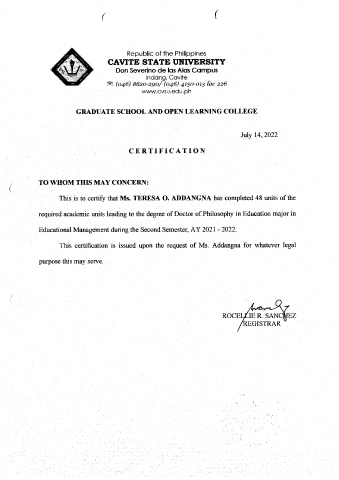 Republic of the Philippines
CAVITE STATE UNIVERSITY
Don Severino de las Alas Campus
Indang, Cavite
☏ (046) 8620-290/ (046) 4150-013 loc 226
www.cvsu.edu.ph
GRADUATE SCHOOL AND OPEN LEARNING COLLEGE
July 14, 2022
C E R T I F I C A T I O N
TO WHOM THIS MAY CONCERN:
This is to certify that Ms. TERESA O. ADDANGNA has completed 48 units of the
required academic units leading to the degree of Doctor of Philosophy in Education major in
Educational Management during the Second Semester, AY 2021 - 2022.
This certification is issued upon the request of Ms. Addangna for whatever legal
purpose this may serve.
ROCELLIE R. SANCHEZ
REGISTRAR